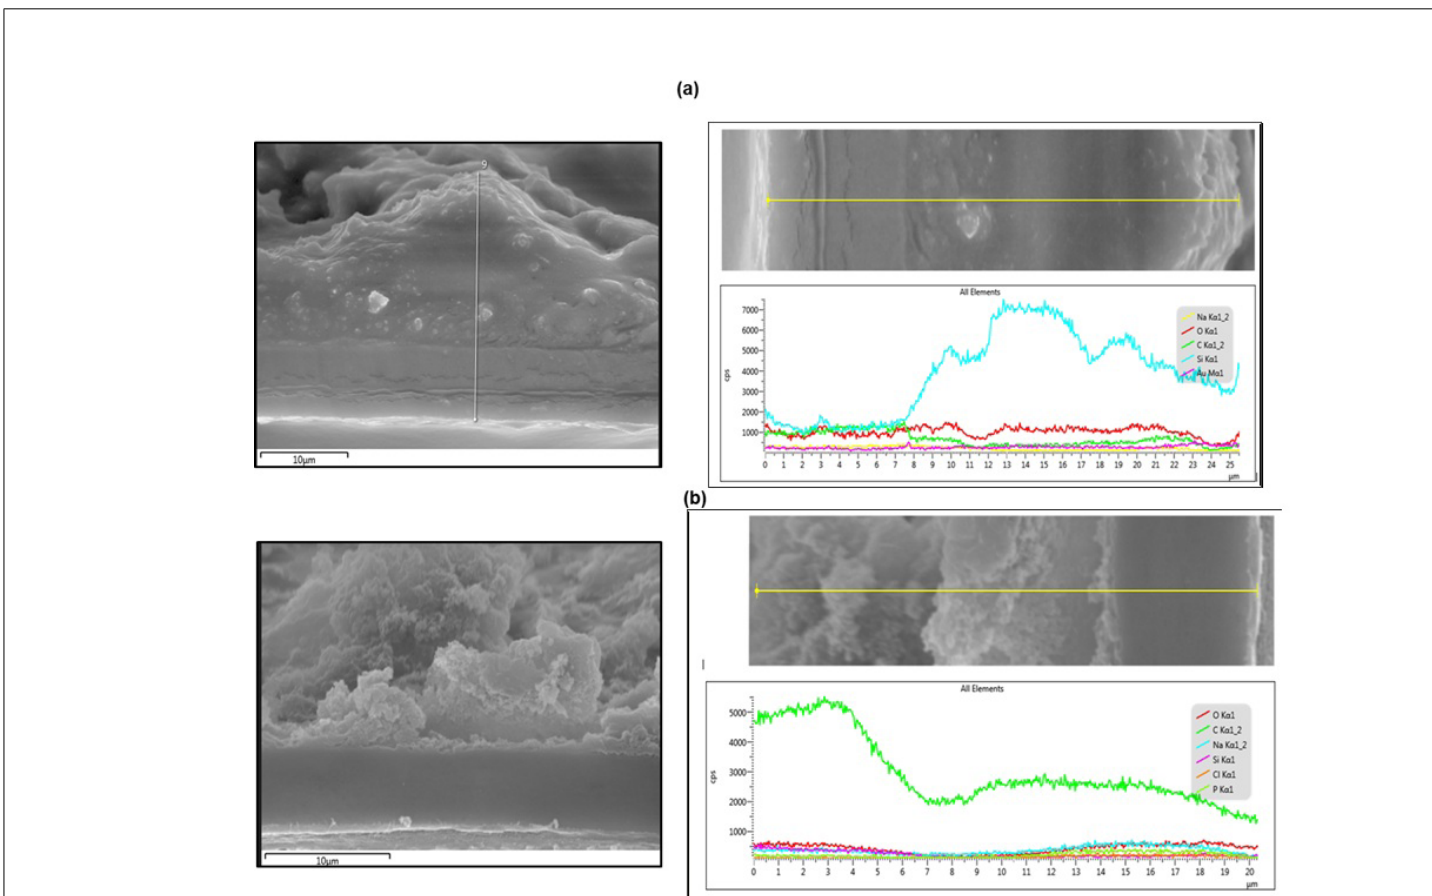 (a)
9
10μm
All Elements
cps
7000
6000
5000
4000
3000
2000
1000
0 1 2 3 4 5 6 7 8 9 10 11 12 13 14 15 16 17 18 19 20 21 22 23 24 25
μm
Na Kα1_2
O Kα1
C Kα1_2
Si Kα1
Au Mα1
(b)
10μm
All Elements
cps
5000
4000
3000
2000
1000
0 1 2 3 4 5 6 7 8 9 10 11 12 13 14 15 16 17 18 19 20
μm
O Kα1
C Kα1_2
Na Kα1_2
Si Kα1
Cl Kα1
P Kα1